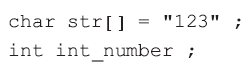 char str[] = "123" ;
int int_number ;